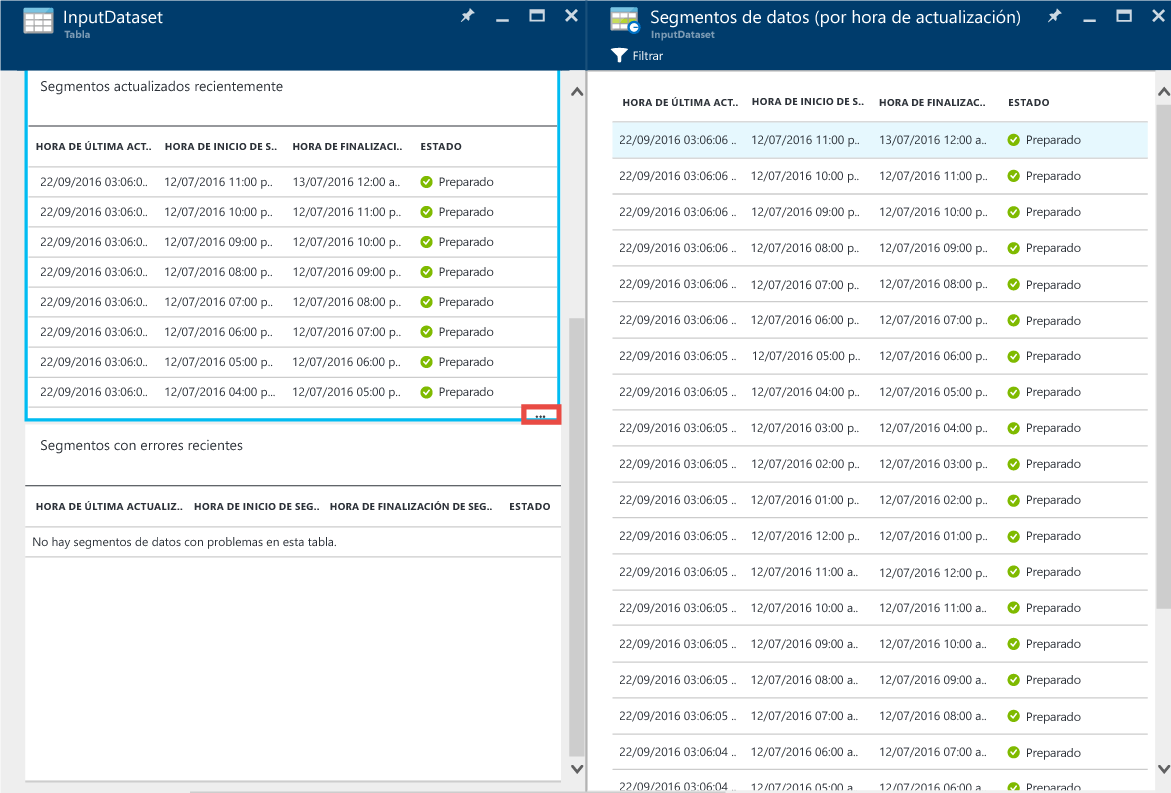 InputDataset
Tabla
Segmentos actualizados recientemente
HORA DE ÚLTIMA ACT.. HORA DE INICIO DE S.. HORA DE FINALIZACI.. ESTADO
22/09/2016 03:06:0.. 12/07/2016 11:00 p.. 13/07/2016 12:00 a.. Preparado
22/09/2016 03:06:0.. 12/07/2016 10:00 p.. 12/07/2016 11:00 p.. Preparado
22/09/2016 03:06:0.. 12/07/2016 09:00 p.. 12/07/2016 10:00 p.. Preparado
22/09/2016 03:06:0.. 12/07/2016 08:00 p.. 12/07/2016 09:00 p.. Preparado
22/09/2016 03:06:0.. 12/07/2016 07:00 p.. 12/07/2016 08:00 p.. Preparado
22/09/2016 03:06:0.. 12/07/2016 06:00 p.. 12/07/2016 07:00 p.. Preparado
22/09/2016 03:06:0.. 12/07/2016 05:00 p.. 12/07/2016 06:00 p.. Preparado
22/09/2016 03:06:0.. 12/07/2016 04:00 p... 12/07/2016 05:00 p.. Preparado
...
Segmentos con errores recientes
HORA DE ÚLTIMA ACTUALIZ.. HORA DE INICIO DE SEG.. HORA DE FINALIZACIÓN DE SEG.. ESTADO
No hay segmentos de datos con problemas en esta tabla.
Segmentos de datos (por hora de actualización)
InputDataset
Filtrar
HORA DE ÚLTIMA ACT.. HORA DE INICIO DE S.. HORA DE FINALIZAC.. ESTADO
22/09/2016 03:06:06 .. 12/07/2016 11:00 p.. 13/07/2016 12:00 a.. Preparado
22/09/2016 03:06:06 .. 12/07/2016 10:00 p.. 12/07/2016 11:00 p.. Preparado
22/09/2016 03:06:06 .. 12/07/2016 09:00 p.. 12/07/2016 10:00 p.. Preparado
22/09/2016 03:06:06 .. 12/07/2016 08:00 p.. 12/07/2016 09:00 p.. Preparado
22/09/2016 03:06:06 .. 12/07/2016 07:00 p.. 12/07/2016 08:00 p.. Preparado
22/09/2016 03:06:06 .. 12/07/2016 06:00 p.. 12/07/2016 07:00 p.. Preparado
22/09/2016 03:06:05 .. 12/07/2016 05:00 p.. 12/07/2016 06:00 p.. Preparado
22/09/2016 03:06:05 .. 12/07/2016 04:00 p.. 12/07/2016 05:00 p.. Preparado
22/09/2016 03:06:05 .. 12/07/2016 03:00 p.. 12/07/2016 04:00 p.. Preparado
22/09/2016 03:06:05 .. 12/07/2016 02:00 p.. 12/07/2016 03:00 p.. Preparado
22/09/2016 03:06:05 .. 12/07/2016 01:00 p.. 12/07/2016 02:00 p.. Preparado
22/09/2016 03:06:05 .. 12/07/2016 12:00 p.. 12/07/2016 01:00 p.. Preparado
22/09/2016 03:06:05 .. 12/07/2016 11:00 a.. 12/07/2016 12:00 p.. Preparado
22/09/2016 03:06:05 .. 12/07/2016 10:00 a.. 12/07/2016 11:00 a.. Preparado
22/09/2016 03:06:05 .. 12/07/2016 09:00 a.. 12/07/2016 10:00 a.. Preparado
22/09/2016 03:06:05 .. 12/07/2016 08:00 a.. 12/07/2016 09:00 a.. Preparado
22/09/2016 03:06:05 .. 12/07/2016 07:00 a.. 12/07/2016 08:00 a.. Preparado
22/09/2016 03:06:04 .. 12/07/2016 06:00 a.. 12/07/2016 07:00 a.. Preparado
22/09/2016 03:06:04 .. 12/07/2016 05:00 a.. 12/07/2016 06:00 a.. Preparado